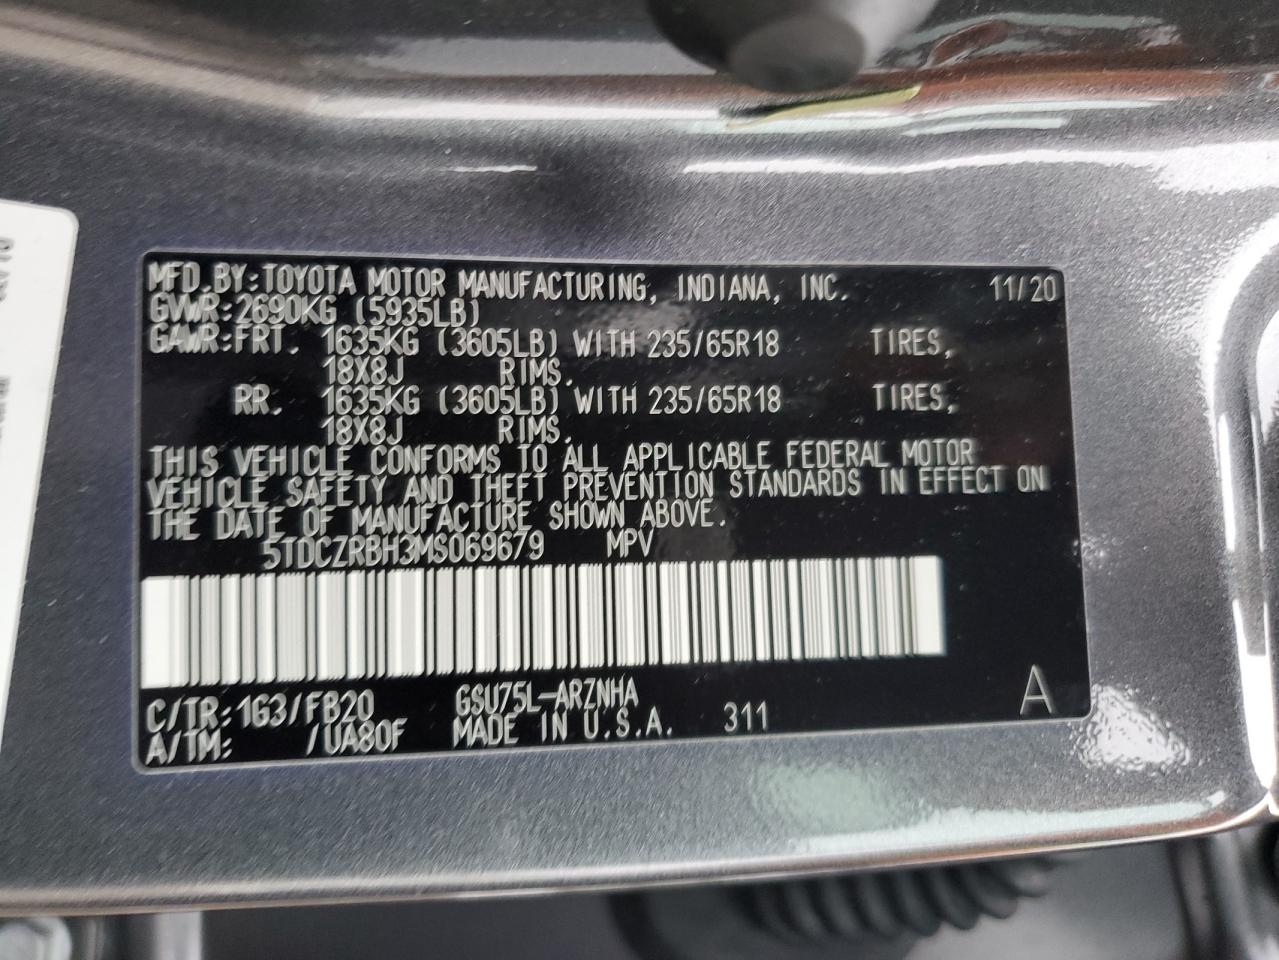 MFD.BY:TOYOTA MOTOR MANUFACTURING, INDIANA, INC. 11/20
GVWR:2690KG (5935LB)
GAWR:FRT. 1635KG (3605LB) WITH 235/65R18 TIRES,
18X8J RIMS.
RR. 1635KG (3605LB) WITH 235/65R18 TIRES,
18X8J RIMS.
THIS VEHICLE CONFORMS TO ALL APPLICABLE FEDERAL MOTOR
VEHICLE SAFETY AND THEFT PREVENTION STANDARDS IN EFFECT ON
THE DATE OF MANUFACTURE SHOWN ABOVE.
5TDCZRBH3MS069679 MPV
C/TR:1G3/FB20 GSU75L-ARZNHA
A/TM: /UA80F MADE IN U.S.A. 311 A